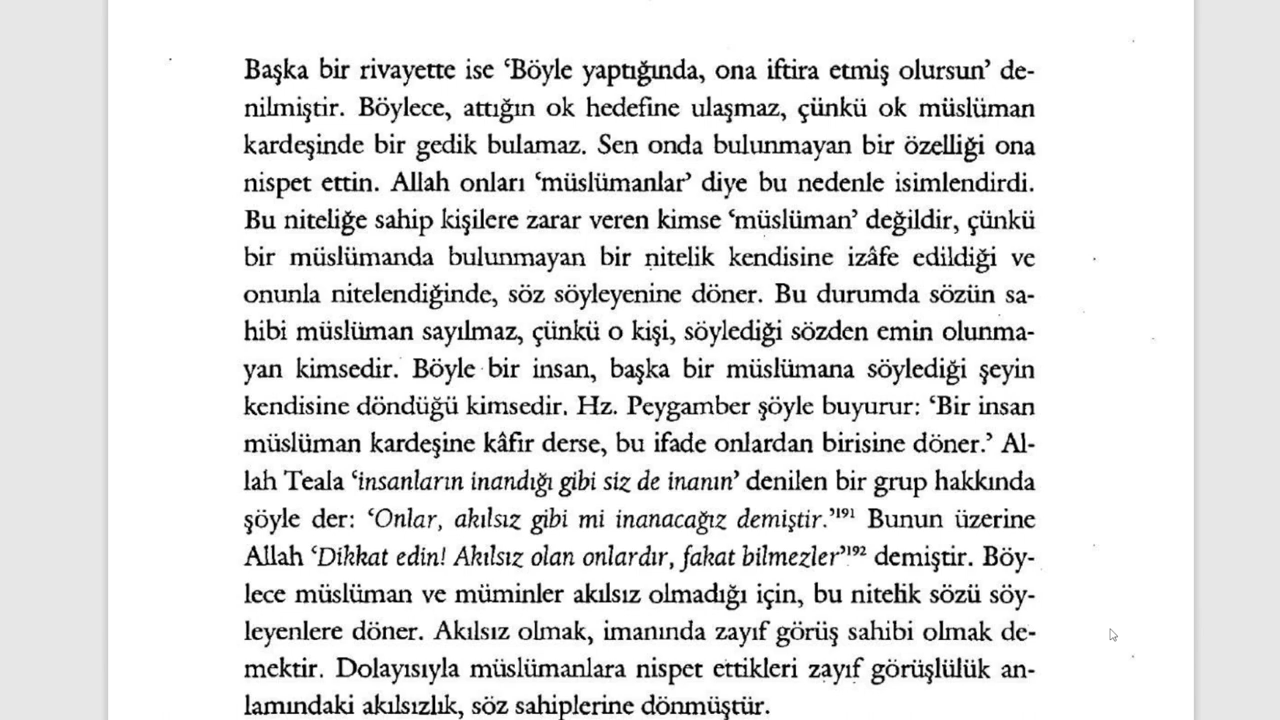 Başka bir rivayette ise ‘Böyle yaptığında, ona iftira etmiş olursun’ de-
nilmiştir. Böylece, attığın ok hedefine ulaşmaz, çünkü ok müslüman
kardeşinde bir gedik bulamaz. Sen onda bulunmayan bir özelliği ona
nispet ettin. Allah onları ‘müslümanlar’ diye bu nedenle isimlendirdi.
Bu niteliğe sahip kişilere zarar veren kimse ‘müslüman’ değildir, çünkü
bir müslümanda bulunmayan bir nitelik kendisine izâfe edildiği ve
onunla nitelendiğinde, söz söyleyenine döner. Bu durumda sözün sa-
hibi müslüman sayılmaz, çünkü o kişi, söylediği sözden emin olunma-
yan kimsedir. Böyle bir insan, başka bir müslümana söylediği şeyin
kendisine döndüğü kimsedir. Hz. Peygamber şöyle buyurur: ‘Bir insan
müslüman kardeşine kâfir derse, bu ifade onlardan birisine döner.’ Al-
lah Teala ‘insanların inandığı gibi siz de inanın’ denilen bir grup hakkında
şöyle der: ‘Onlar, akılsız gibi mi inanacağız demiştir.’¹⁹¹ Bunun üzerine
Allah ‘Dikkat edin! Akılsız olan onlardır, fakat bilmezler’¹⁹² demiştir. Böy-
lece müslüman ve müminler akılsız olmadığı için, bu nitelik sözü söy-
leyenlere döner. Akılsız olmak, imanında zayıf görüş sahibi olmak de-
mektir. Dolayısıyla müslümanlara nispet ettikleri zayıf görüşlülük an-
lamındaki akılsızlık, söz sahiplerine dönmüştür.